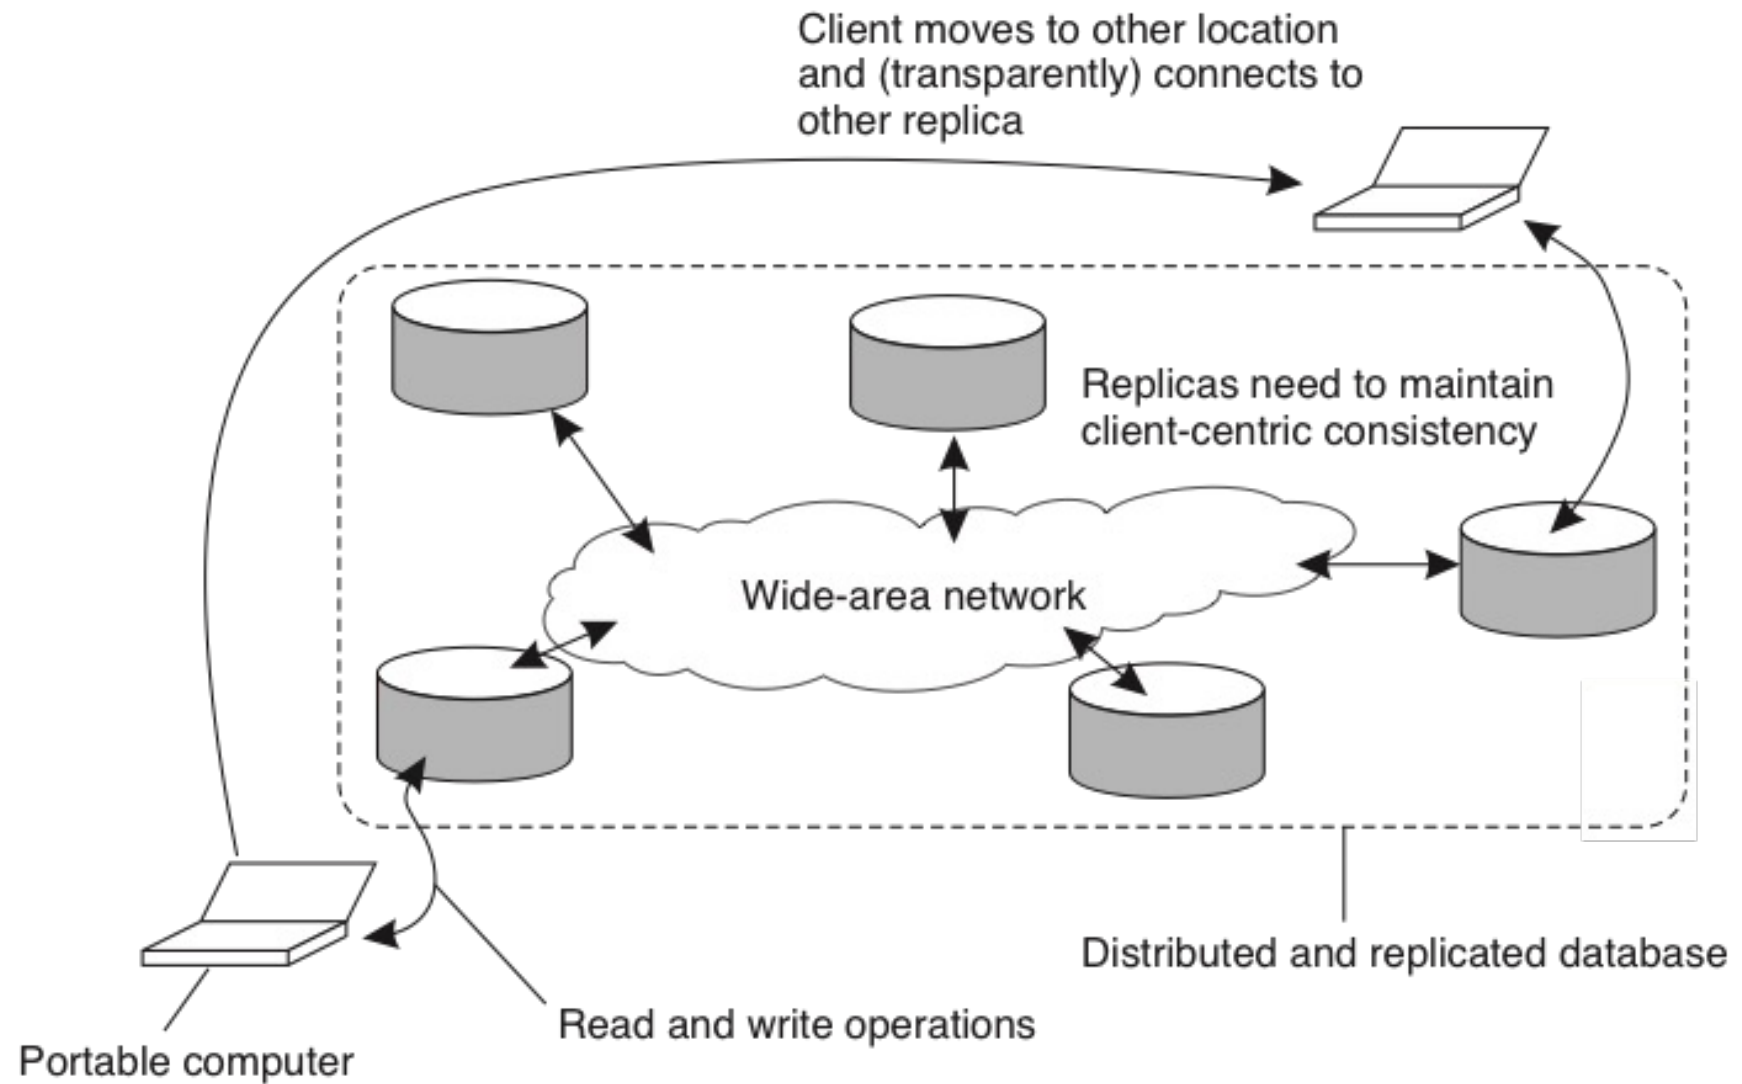 Client moves to other location
and (transparently) connects to
other replica
Replicas need to maintain
client-centric consistency
Wide-area network
Distributed and replicated database
Read and write operations
Portable computer